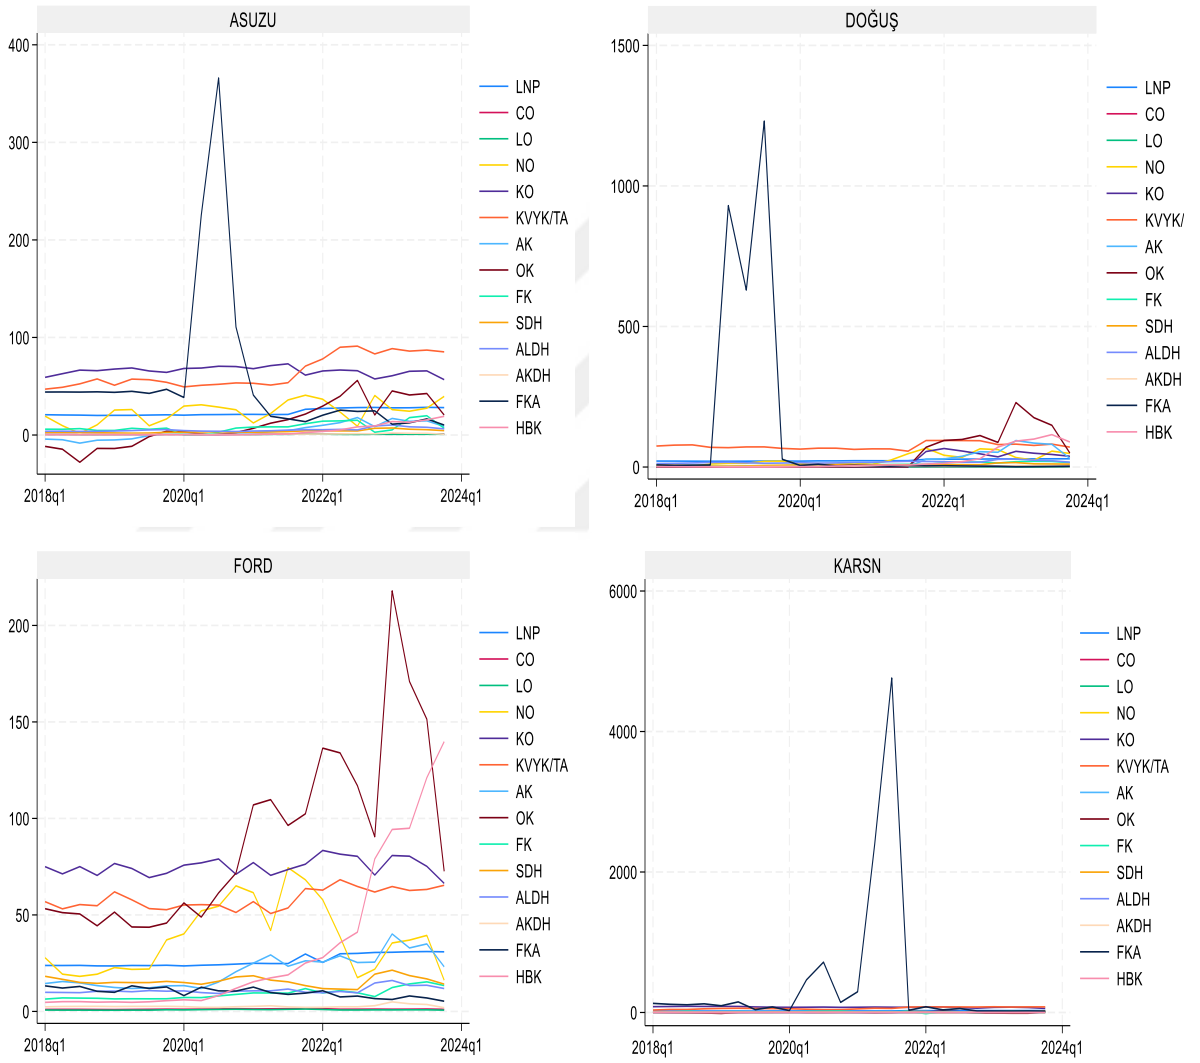 ASUZU
400
300
200
100
0
2018q1
2020q1
2022q1
2024q1
LNP
CO
LO
NO
KO
KVYK/TA
AK
OK
FK
SDH
ALDH
AKDH
FKA
HBK
DOĞUŞ
1500
1000
500
0
2018q1
2020q1
2022q1
2024q1
LNP
CO
LO
NO
KO
KVYK/
AK
OK
FK
SDH
ALDH
AKDH
FKA
HBK
FORD
200
150
100
50
0
2018q1
2020q1
2022q1
2024q1
LNP
CO
LO
NO
KO
KVYK/TA
AK
OK
FK
SDH
ALDH
AKDH
FKA
HBK
KARSN
6000
4000
2000
0
2018q1
2020q1
2022q1
2024q1
LNP
CO
LO
NO
KO
KVYK/TA
AK
OK
FK
SDH
ALDH
AKDH
FKA
HBK